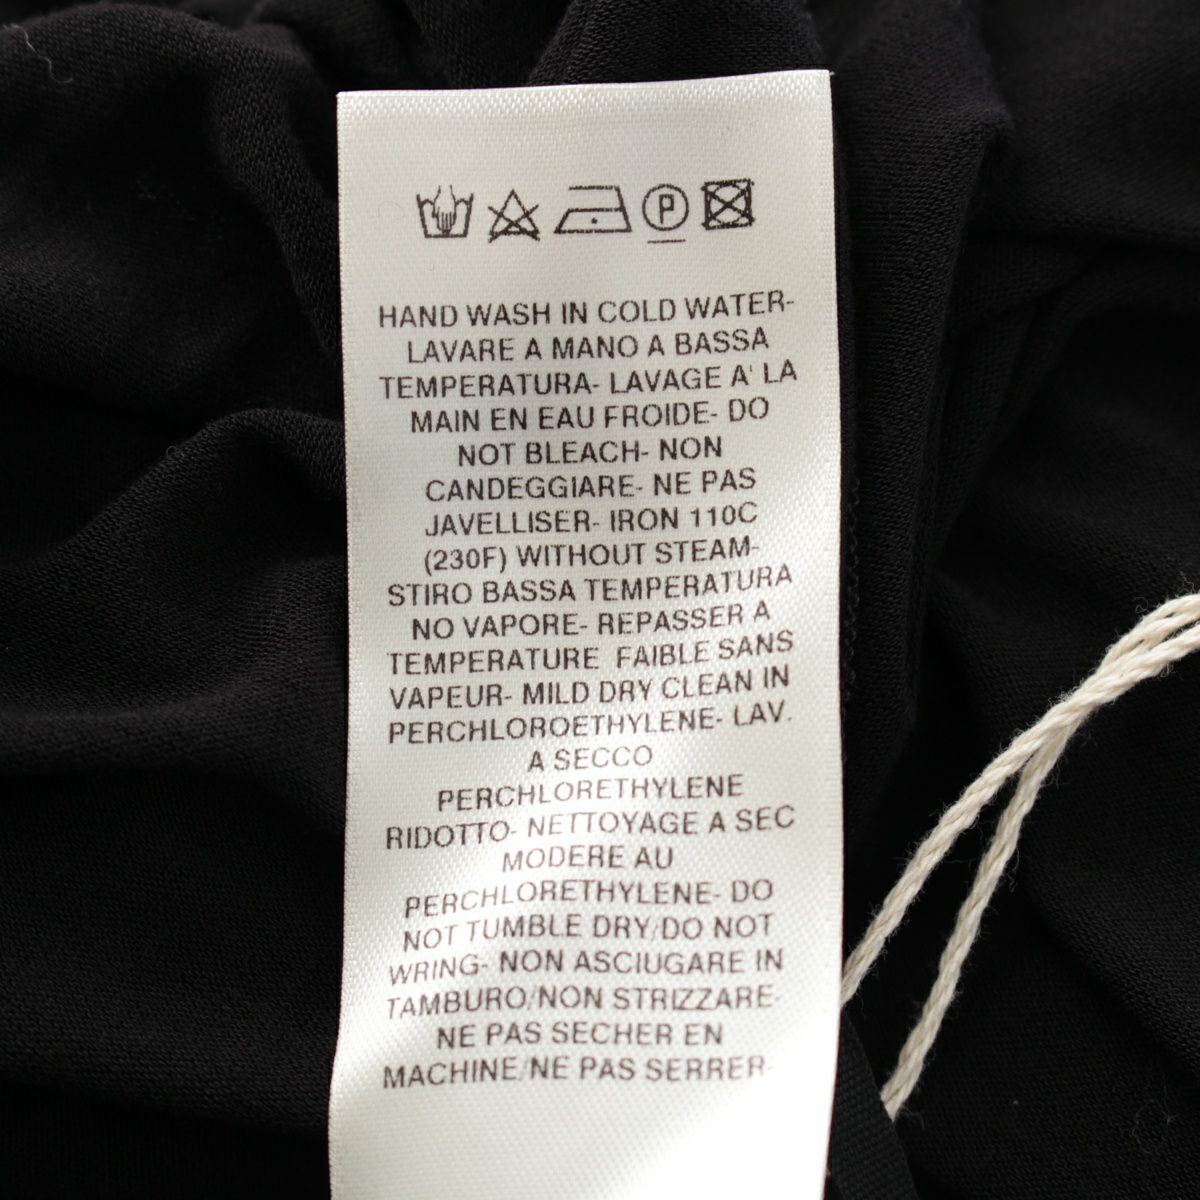 P
HAND WASH IN COLD WATER-
LAVARE A MANO A BASSA
TEMPERATURA- LAVAGE A' LA
MAIN EN EAU FROIDE- DO
NOT BLEACH- NON
CANDEGGIARE- NE PAS
JAVELLISER- IRON 110C
(230F) WITHOUT STEAM-
STIRO BASSA TEMPERATURA
NO VAPORE- REPASSER A
TEMPERATURE FAIBLE SANS
VAPEUR- MILD DRY CLEAN IN
PERCHLOROETHYLENE- LAV.
A SECCO
PERCHLORETHYLENE
RIDOTTO- NETTOYAGE A SEC
MODERE AU
PERCHLORETHYLENE- DO
NOT TUMBLE DRY/DO NOT
WRING- NON ASCIUGARE IN
TAMBURO/NON STRIZZARE-
NE PAS SECHER EN
MACHINE/NE PAS SERRER-